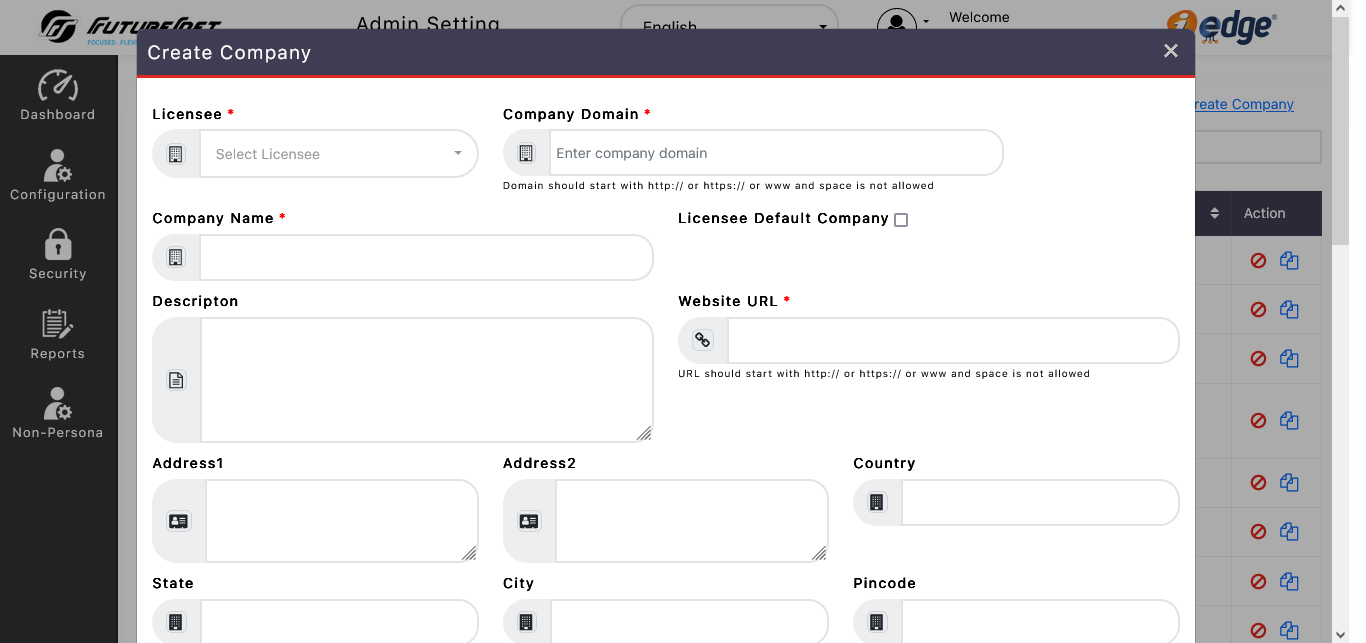 FUTURENET
Admin Setting
English
Welcome
edge
FOCUSED . FLEXI
Create Company
Dashboard
Configuration
Security
Reports
Non-Persona
Licensee *
Company Domain *
Select Licensee
Enter company domain
Domain should start with http:// or https:// or www and space is not allowed
Company Name *
Licensee Default Company
Descripton
Website URL *
URL should start with http:// or https:// or www and space is not allowed
Address1
Address2
Country
State
City
Pincode
reate Company
Action